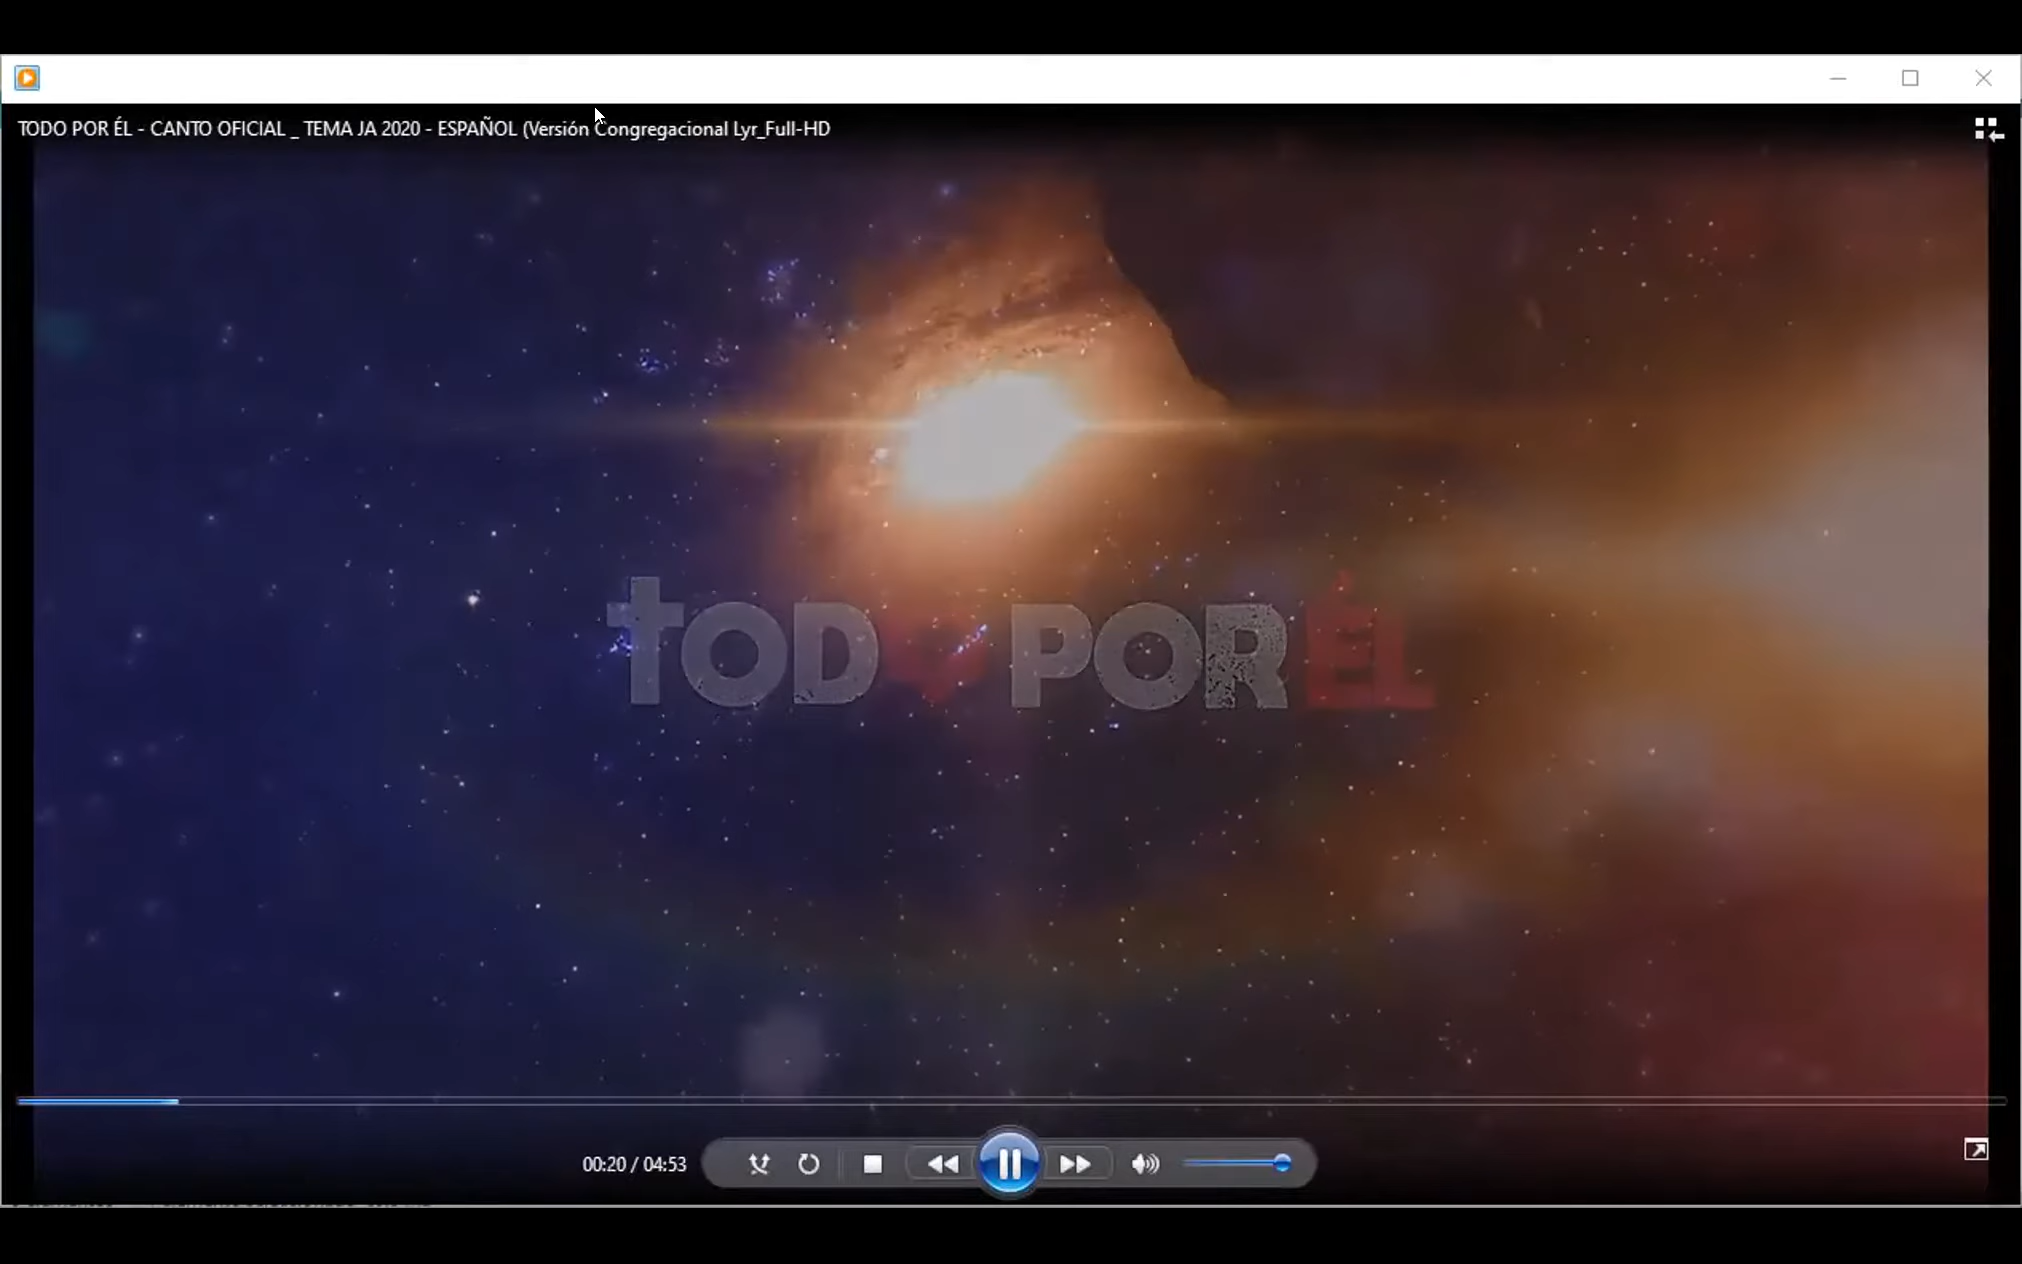 TODO POR ÉL - CANTO OFICIAL _ TEMA JA 2020 - ESPAÑOL (Versión Congregacional Lyr_Full-HD
tOD POR ÉL
00:20 / 04:53